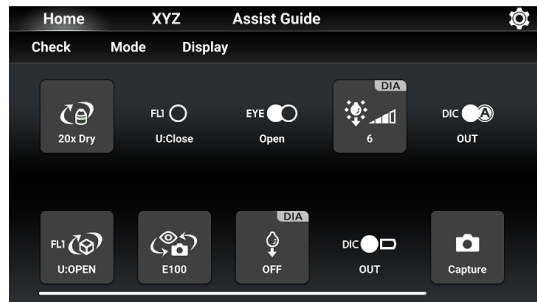 Home XYZ Assist Guide
Check Mode Display
DIA
FL1 EYE DIC A
20x Dry U:Close Open 6 OUT
DIA
FL1 DIC
U:OPEN E100 OFF OUT Capture